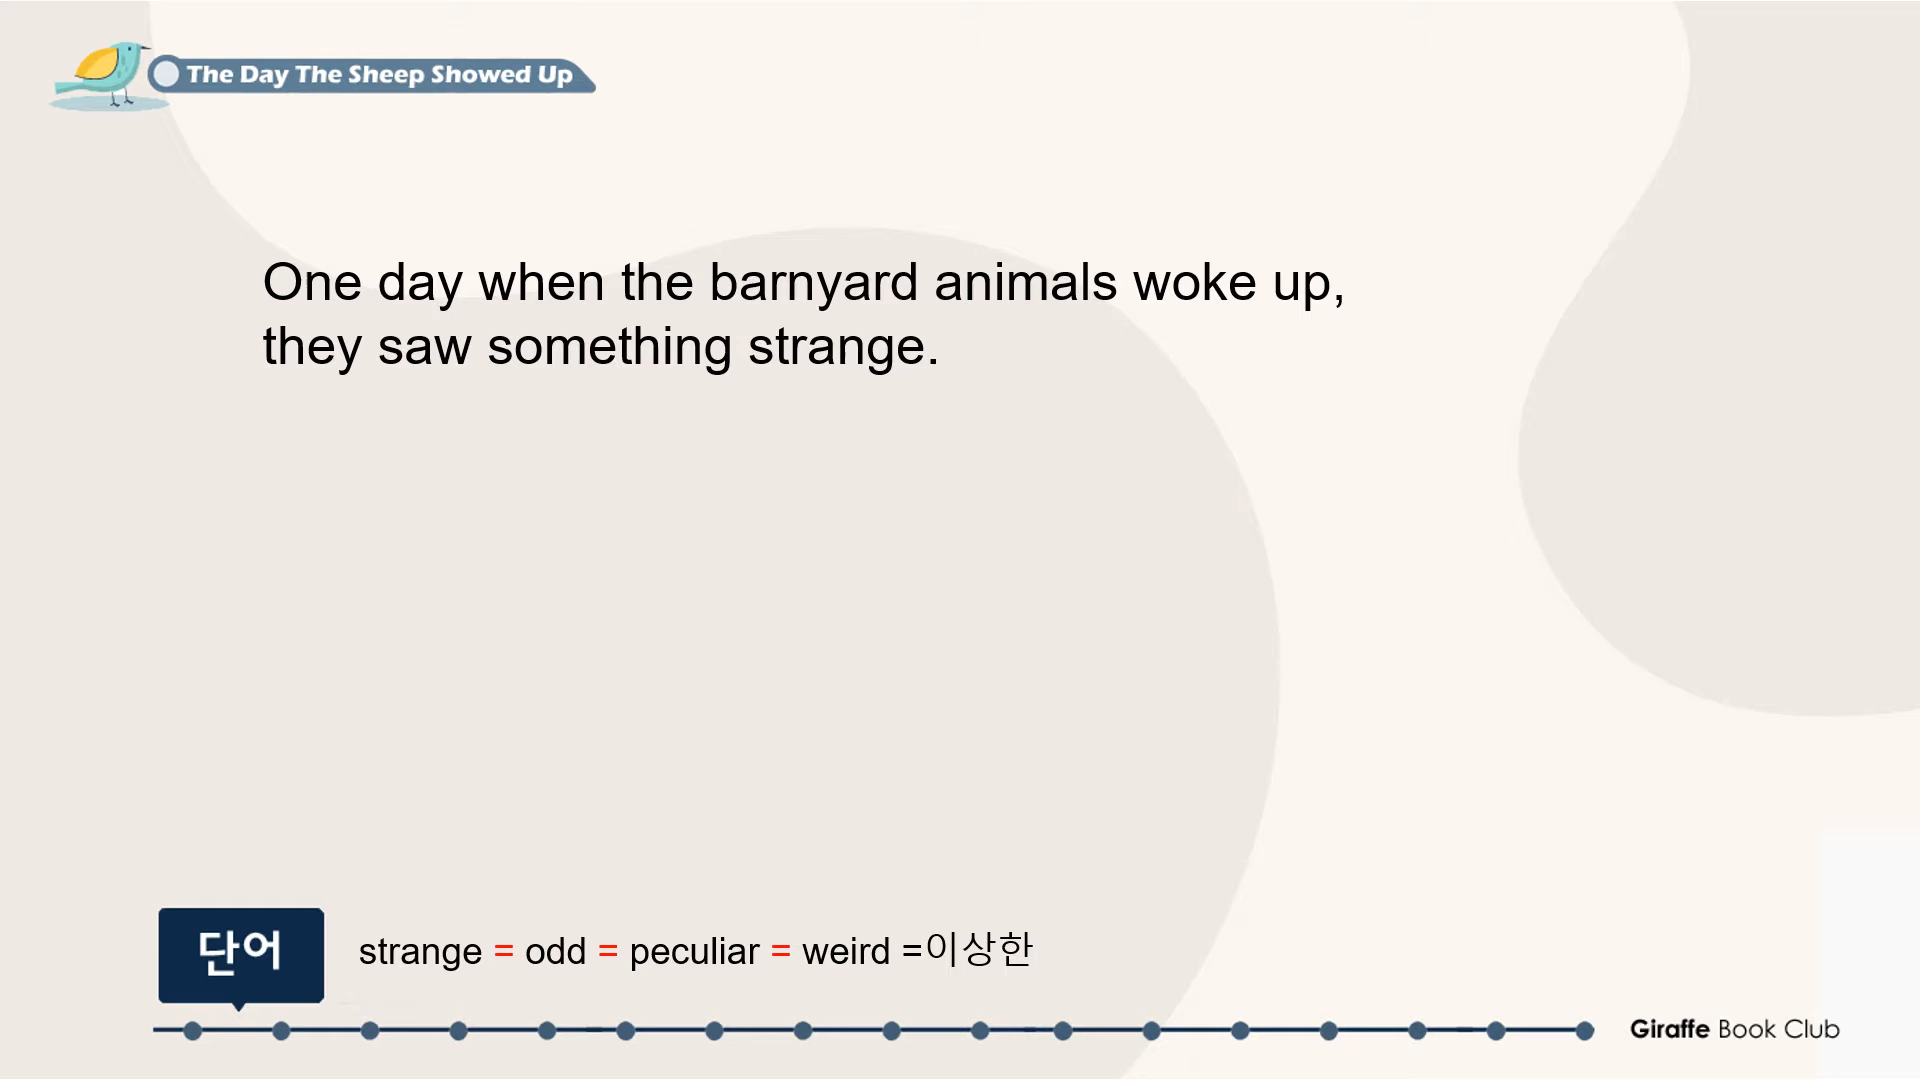 The Day The Sheep Showed Up
One day when the barnyard animals woke up,
they saw something strange.
단어
strange = odd = peculiar = weird =이상한
Giraffe Book Club